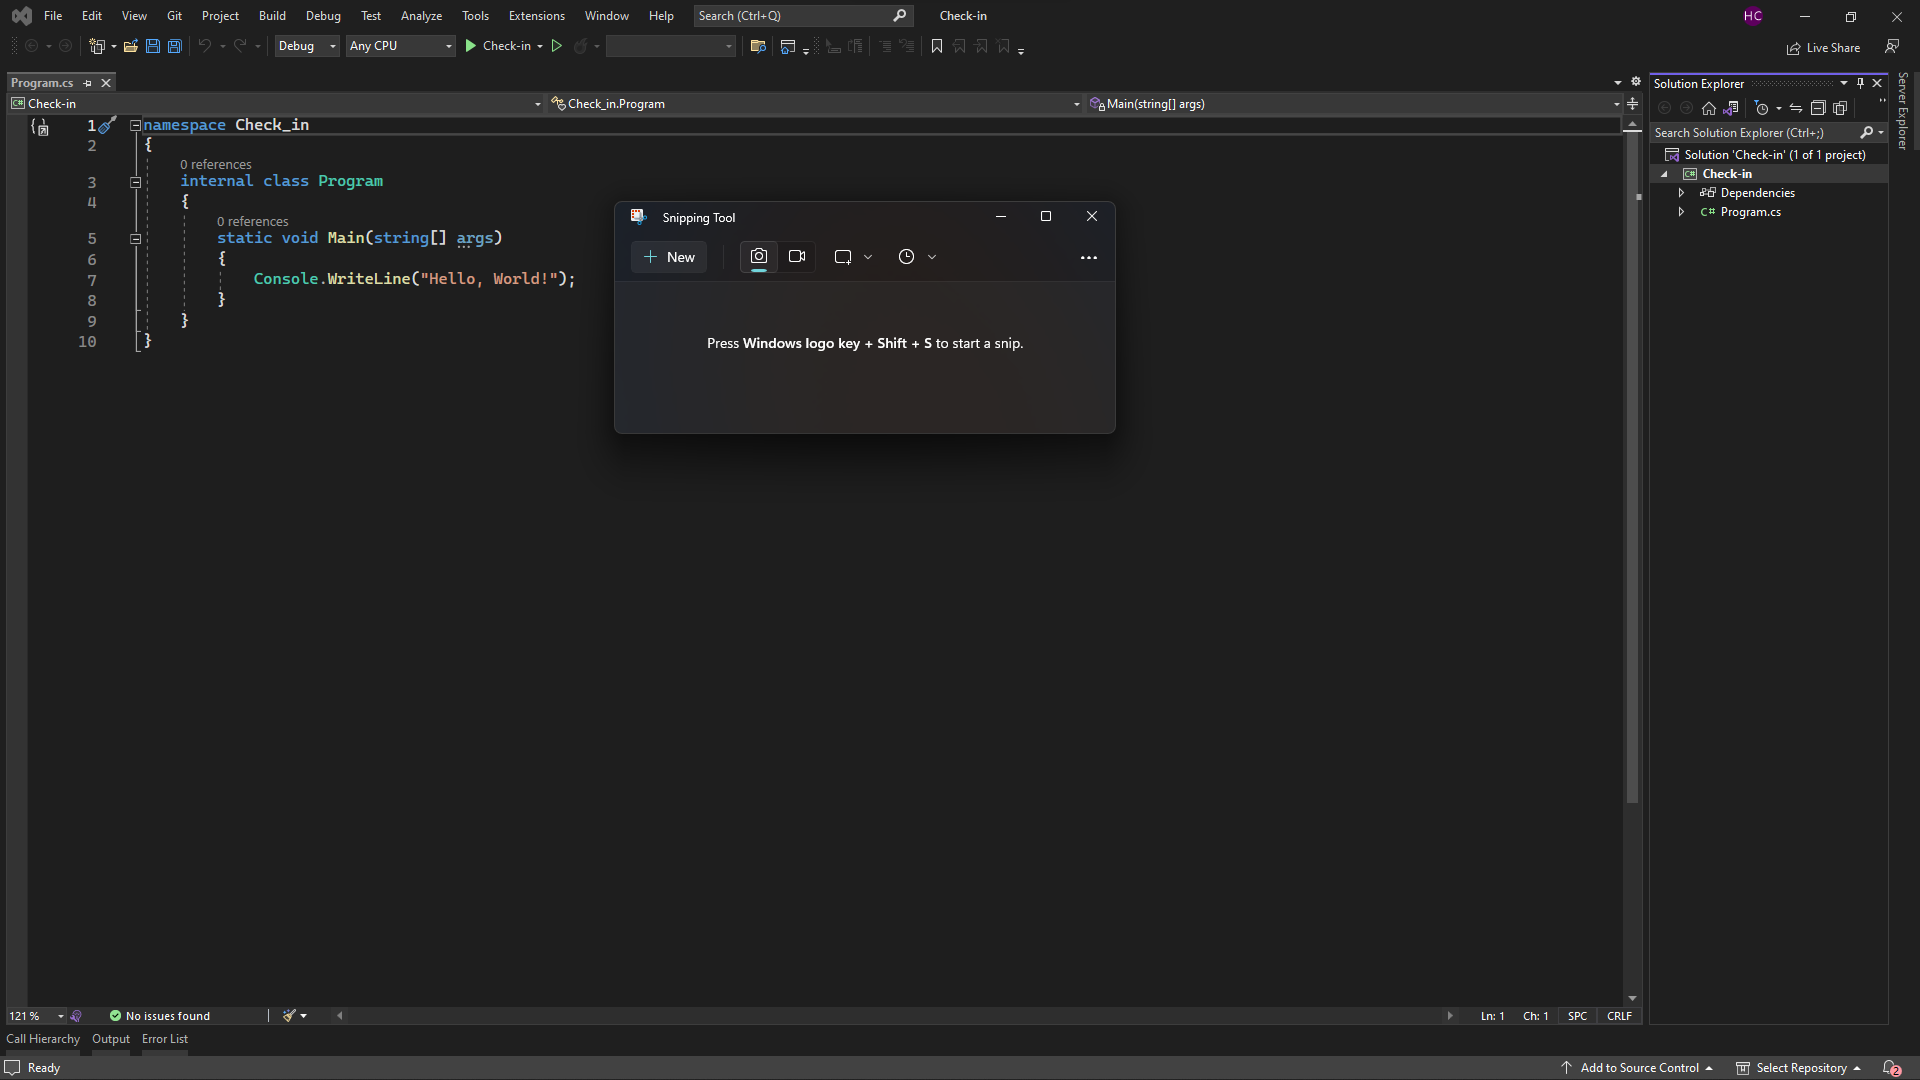 File Edit View Git Project Build Debug Test Analyze Tools Extensions Window Help Search (Ctrl+Q) Check-in HC
Debug Any CPU Check-in Live Share
Program.cs
Check-in Check_in.Program Main(string[] args)
1 namespace Check_in
2 {
0 references
3 internal class Program
4 {
0 references
5 static void Main(string[] args)
6 {
7 Console.WriteLine("Hello, World!");
8 }
9 }
10 }
Snipping Tool
New
Press Windows logo key + Shift + S to start a snip.
Solution Explorer
Search Solution Explorer (Ctrl+;)
Solution 'Check-in' (1 of 1 project)
C# Check-in
Dependencies
C# Program.cs
Server Explorer
121 % No issues found Ln: 1 Ch: 1 SPC CRLF
Call Hierarchy Output Error List
Ready Add to Source Control Select Repository 2